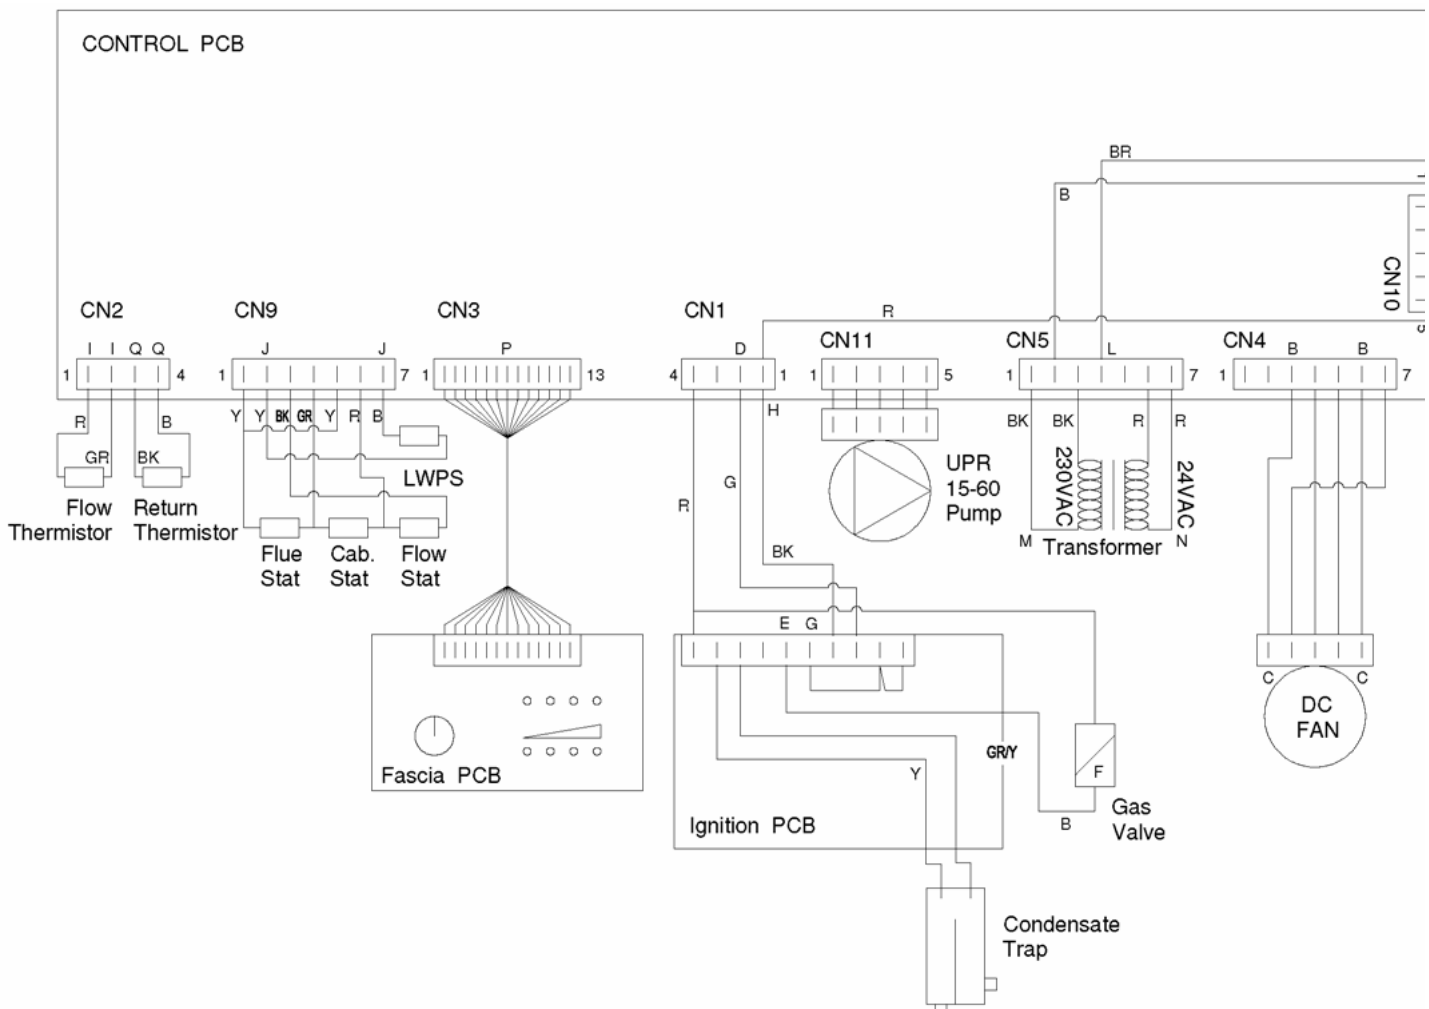 CONTROL PCB
BR
B
CN10
CN2
CN9
CN3
CN1
R
CN11
CN5
CN4
I I Q Q
J
J
P
D
L
B
B
1
4
1
7
1
13
4
1
1
5
1
7
1
7
H
R
B
Y
Y
BK
GR
Y
R
B
BK
BK
R
R
GR
BK
LWPS
UPR
15-60
Pump
230VAC
24VAC
R
G
Flow
Thermistor
Return
Thermistor
Flue
Stat
Cab.
Stat
Flow
Stat
BK
M
Transformer
N
E
G
C
C
DC
FAN
Fascia PCB
Y
GR/Y
F
Ignition PCB
B
Gas
Valve
Condensate
Trap